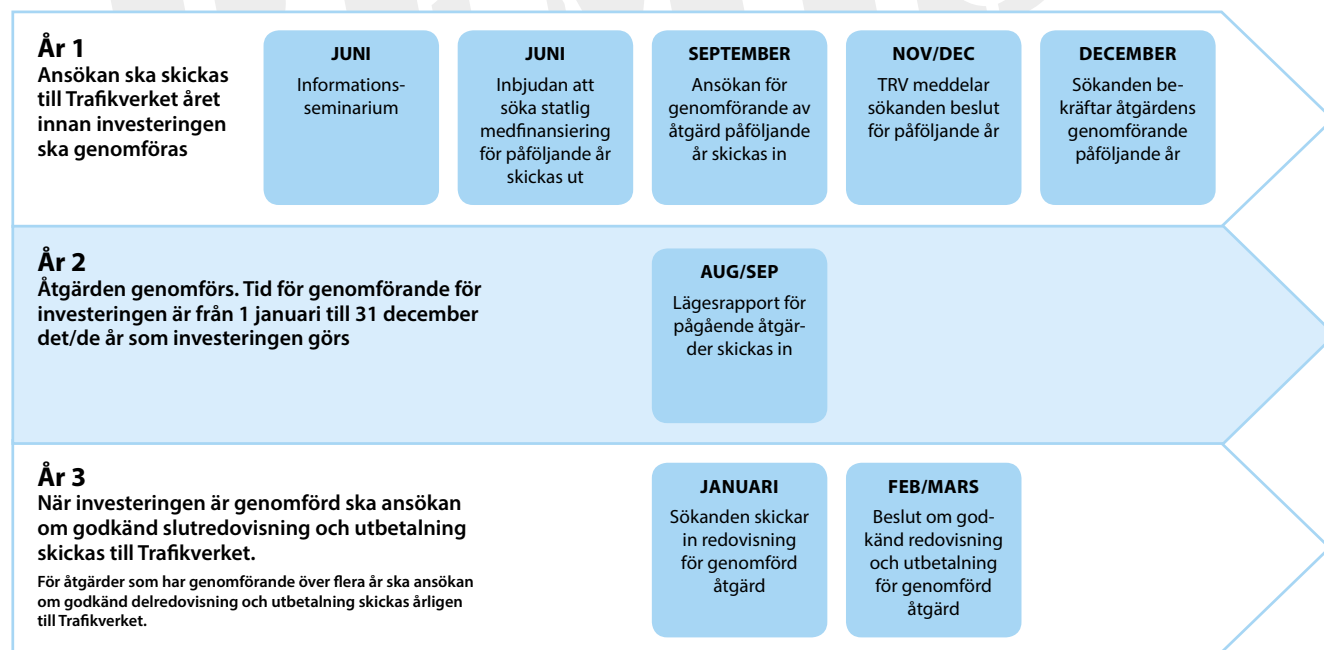 År 1
Ansökan ska skickas
till Trafikverket året
innan investeringen
ska genomföras
JUNI
Informations-
seminarium
JUNI
Inbjudan att
söka statlig
medfinansiering
för påföljande år
skickas ut
SEPTEMBER
Ansökan för
genomförande av
åtgärd påföljande
år skickas in
NOV/DEC
TRV meddelar
sökanden beslut
för påföljande år
DECEMBER
Sökanden be-
kräftar åtgärdens
genomförande
påföljande år
År 2
Åtgärden genomförs. Tid för genomförande för
investeringen är från 1 januari till 31 december
det/de år som investeringen görs
AUG/SEP
Lägesrapport för
pågående åtgär-
der skickas in
År 3
När investeringen är genomförd ska ansökan
om godkänd slutredovisning och utbetalning
skickas till Trafikverket.
För åtgärder som har genomförande över flera år ska ansökan
om godkänd delredovisning och utbetalning skickas årligen
till Trafikverket.
JANUARI
Sökanden skickar
in redovisning
för genomförd
åtgärd
FEB/MARS
Beslut om god-
känd redovisning
och utbetalning
för genomförd
åtgärd